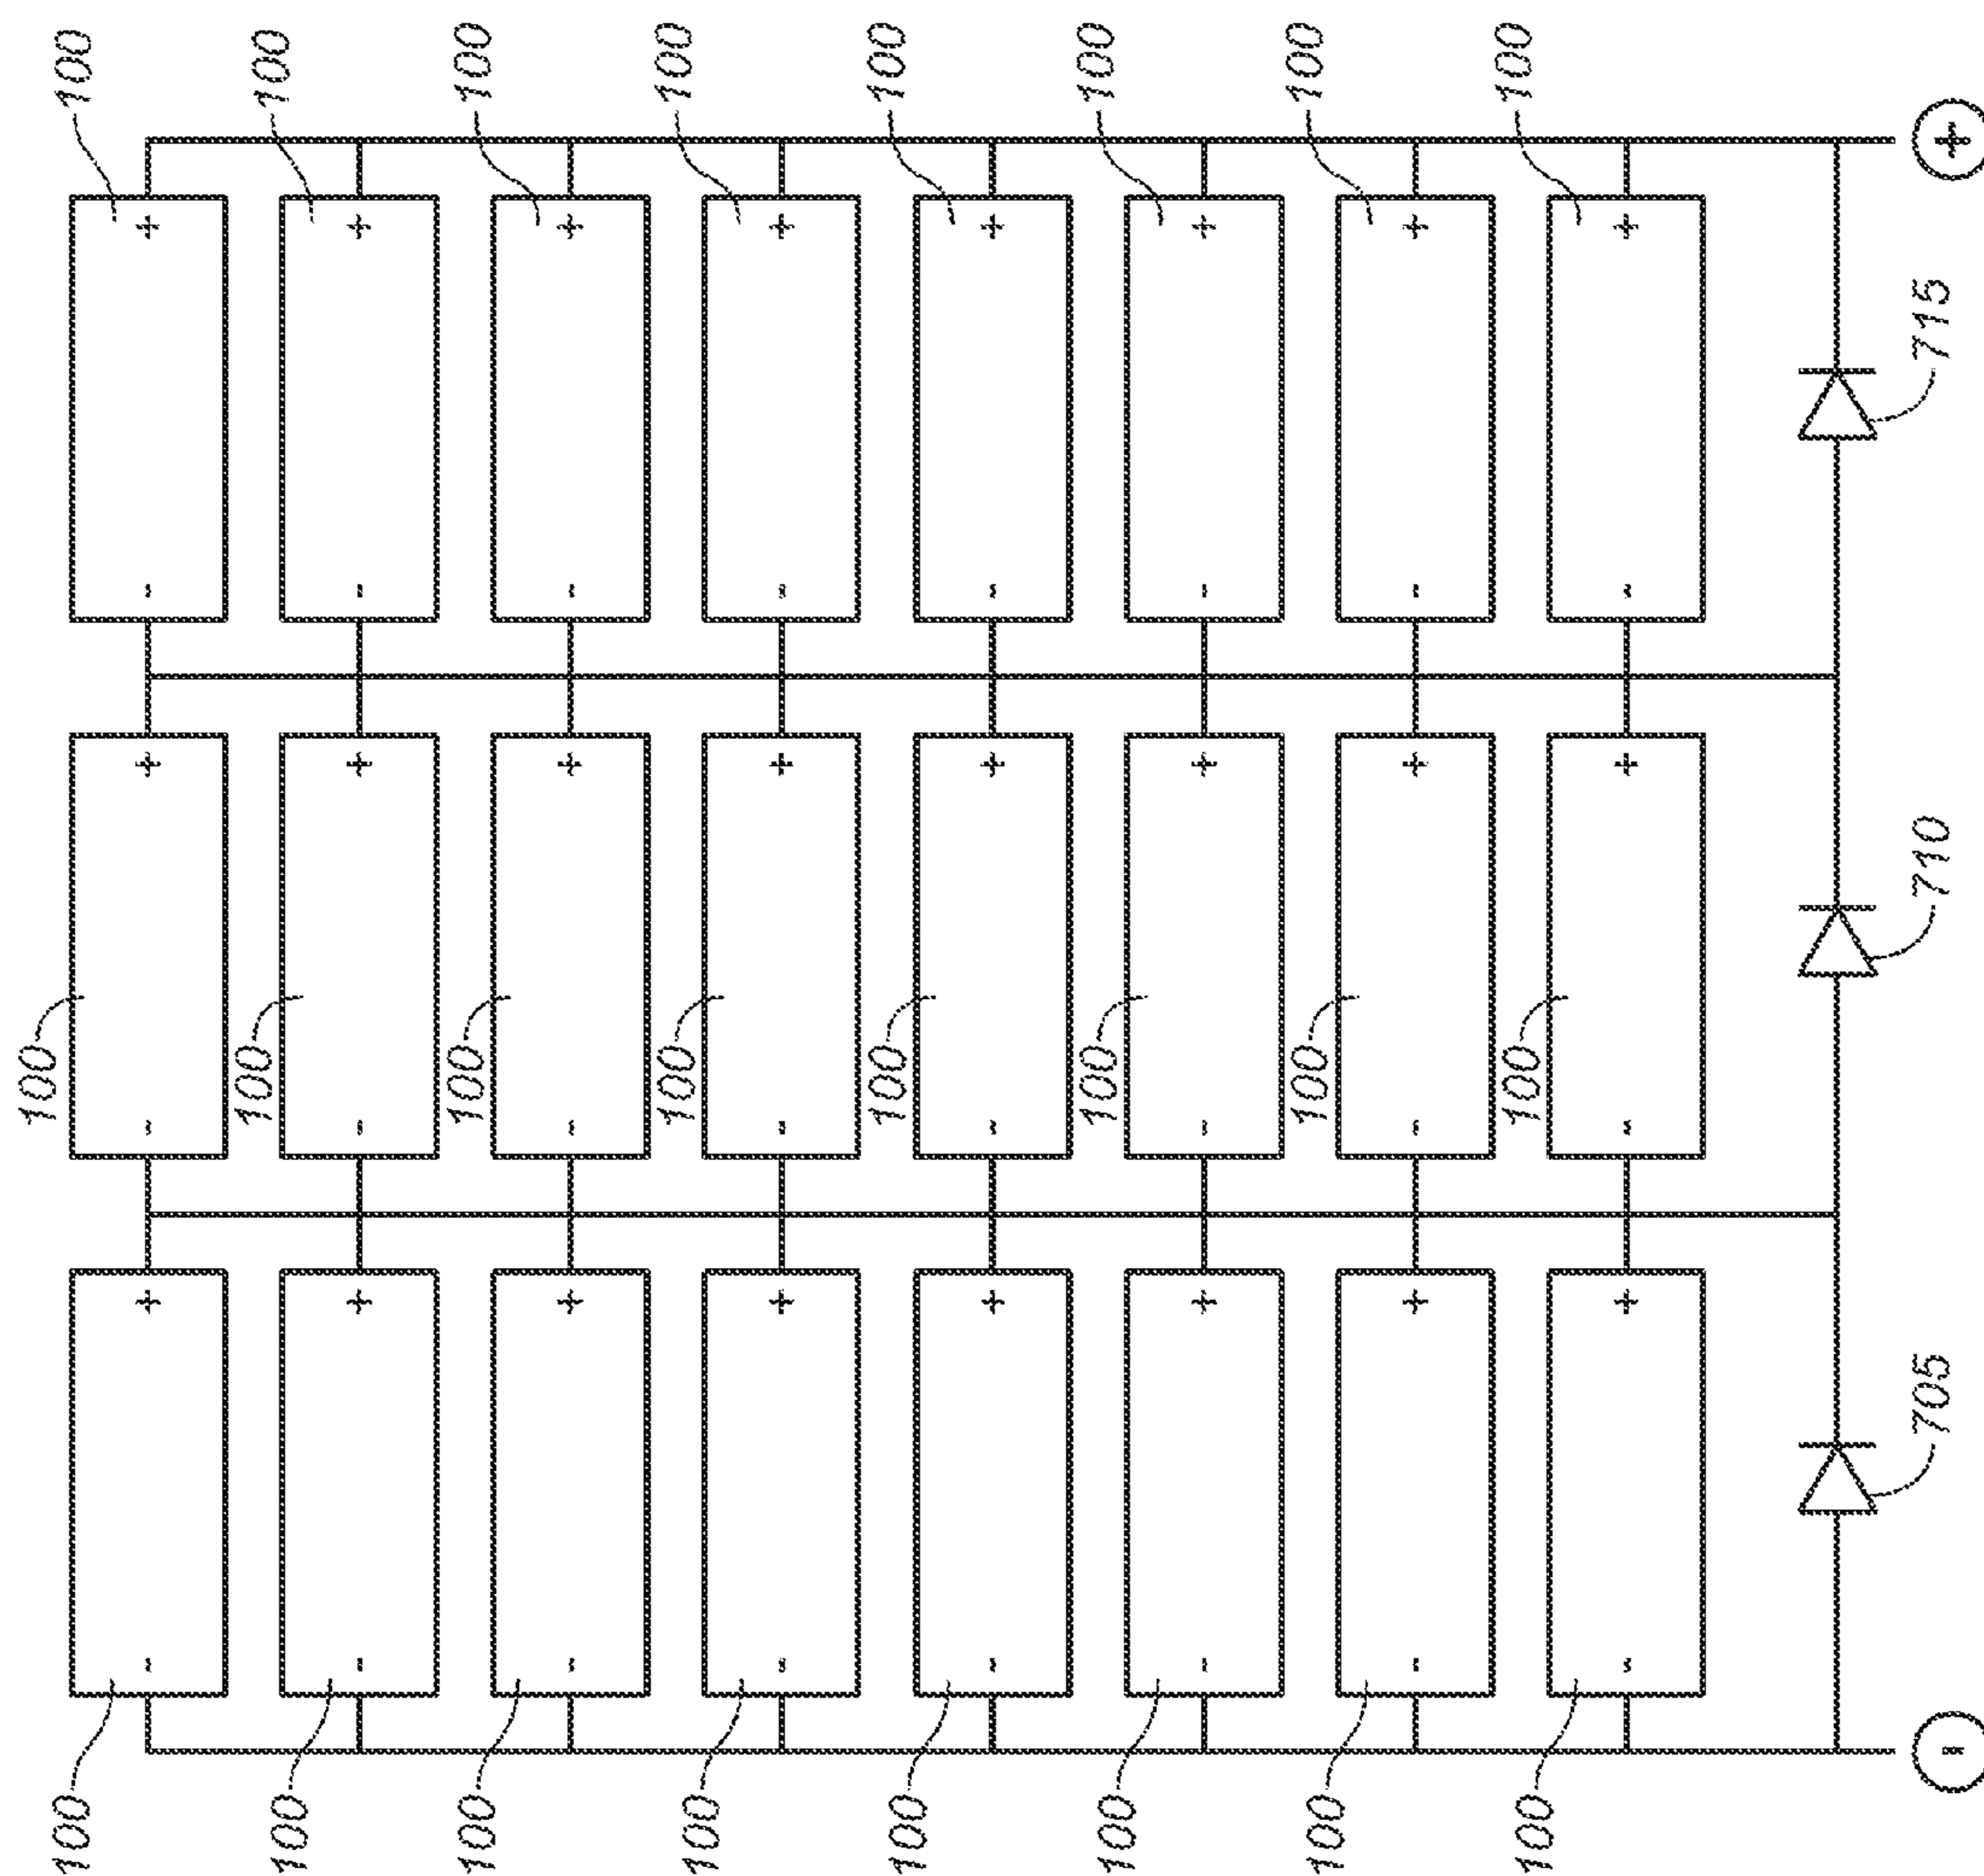 100 100 100 100 100 100 100 100
+ + + + + + + + +
715
- - - - - - - -
+ + + + + + + +
710
100 100 100 100 100 100 100 100
- - - - - - - -
+ + + + + + + +
705
- - - - - - - - -
100 100 100 100 100 100 100 100